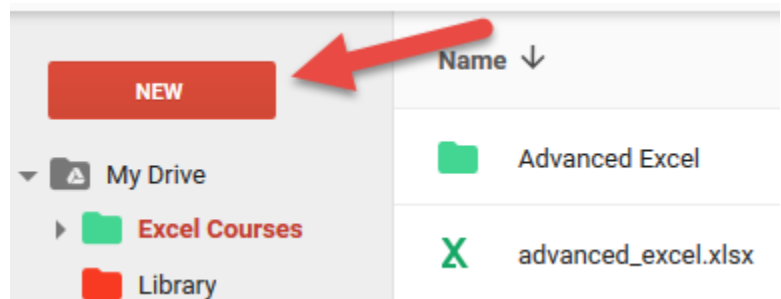 NEW
My Drive
Excel Courses
Library
Name
Advanced Excel
advanced_excel.xlsx